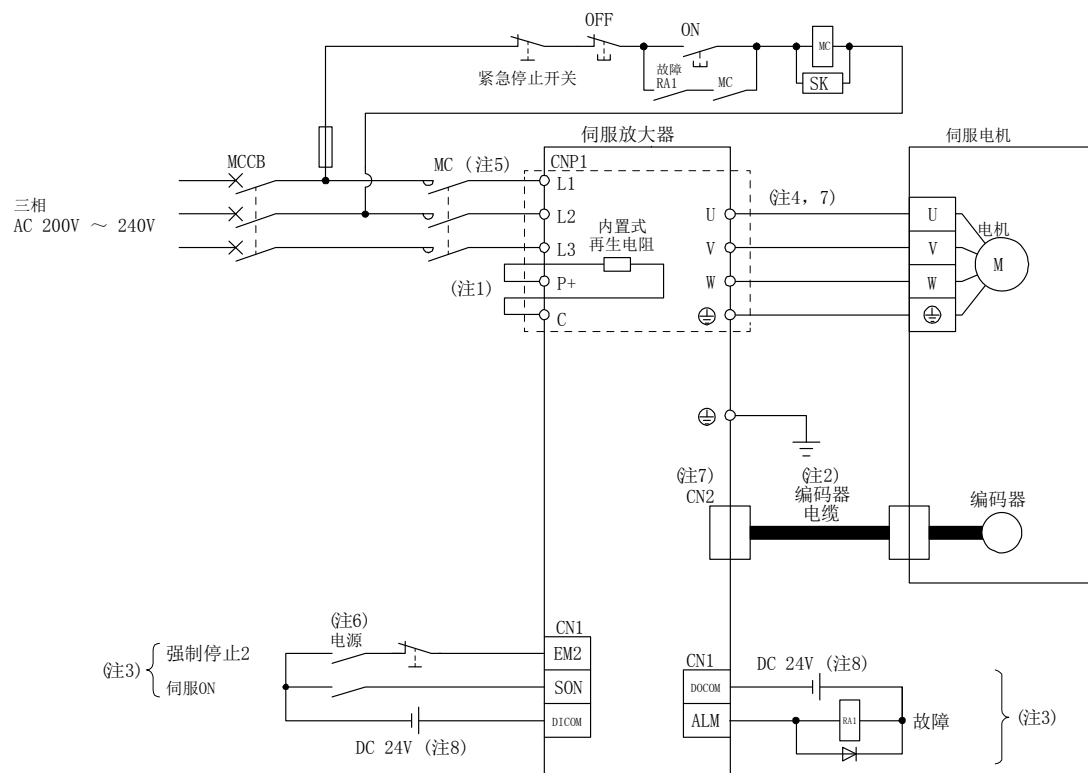 OFF
ON
紧急停止开关
故障
RA1
MC
MC
SK
伺服放大器
伺服电机
MCCB
MC (注5)
CNP1
三相
AC 200V ～ 240V
L1
L2
L3
P+
C
(注1)
内置式
再生电阻
U
V
W
(注4, 7)
U
V
W
电机
M
(注7)
CN2
(注2)
编码器
电缆
编码器
(注3)
强制停止2
伺服ON
(注6)
电源
CN1
EM2
SON
DICOM
DC 24V (注8)
CN1
DOCOM
ALM
DC 24V (注8)
RA1
故障
(注3)